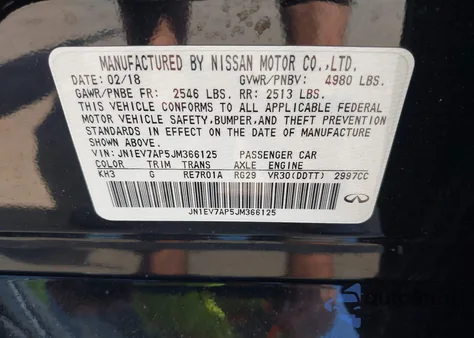 MANUFACTURED BY NISSAN MOTOR CO.,LTD.
DATE: 02/18 GVWR/PNBV: 4980 LBS.
GAWR/PNBE FR: 2546 LBS. RR: 2513 LBS.
THIS VEHICLE CONFORMS TO ALL APPLICABLE FEDERAL
MOTOR VEHICLE SAFETY,BUMPER,AND THEFT PREVENTION
STANDARDS IN EFFECT ON THE DATE OF MANUFACTURE
SHOWN ABOVE.
VIN: JN1EV7AP5JM366125 PASSENGER CAR
COLOR TRIM TRANS AXLE ENGINE
KH3 G RE7R01A RG29 VR30(DDTT) 2997CC
JN1EV7AP5JM366125